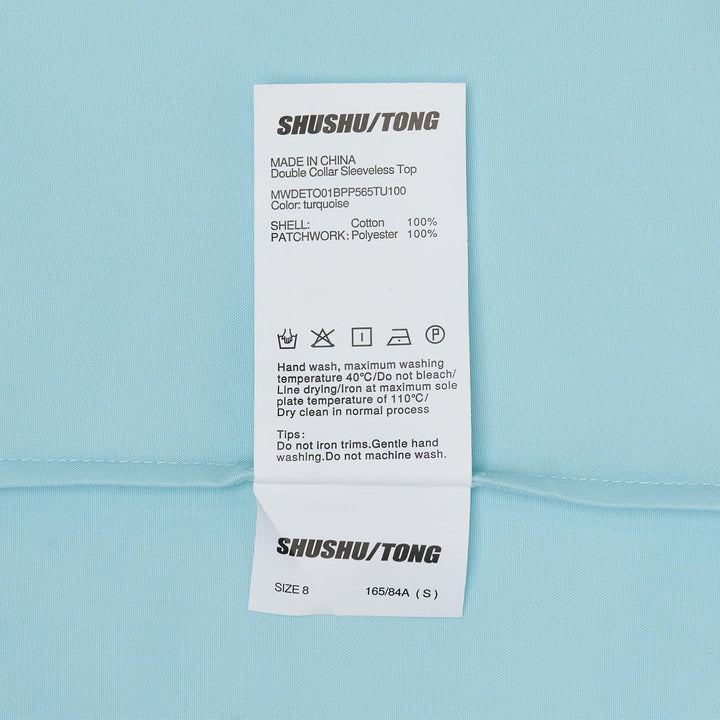 SHUSHU/TONG
MADE IN CHINA
Double Collar Sleeveless Top
MWDETO01BPP565TU100
Color: turquoise
SHELL: Cotton 100%
PATCHWORK: Polyester 100%
P
Hand wash, maximum washing
temperature 40℃/Do not bleach/
Line drying/Iron at maximum sole
plate temperature of 110℃/
Dry clean in normal process
Tips:
Do not iron trims.Gentle hand
washing.Do not machine wash.
SHUSHU/TONG
SIZE 8 165/84A ( S )